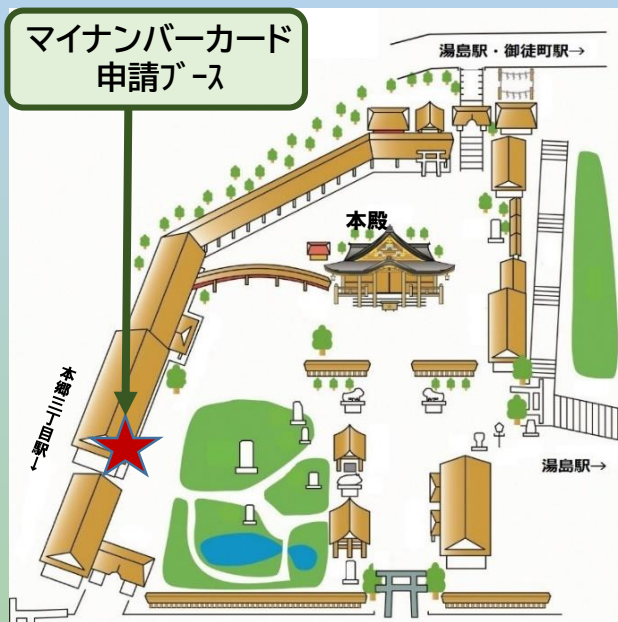 マイナンバーカード
申請ブース
湯島駅・御徒町駅→
本殿
本郷三丁目駅↓
湯島駅→